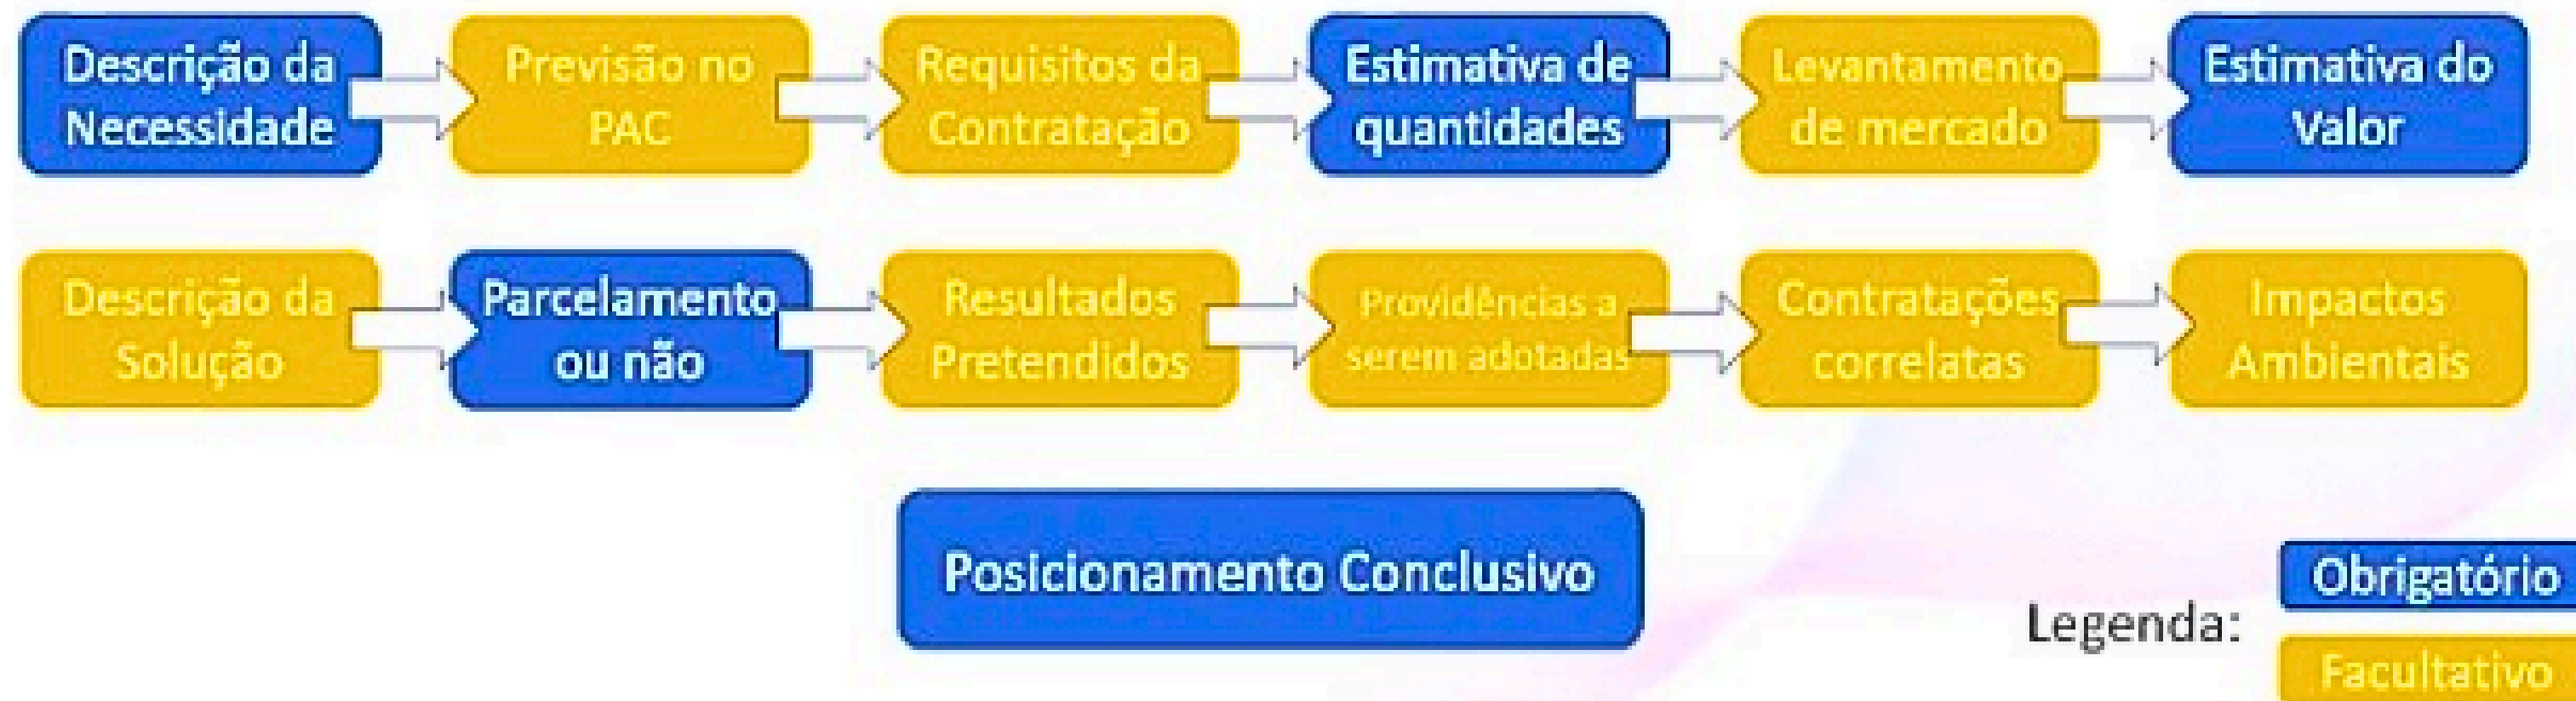 Descrição da
Necessidade
Previsão no
PAC
Requisitos da
Contratação
Estimativa de
quantidades
Levantamento
de mercado
Estimativa do
Valor
Descrição da
Solução
Parcelamento
ou não
Resultados
Pretendidos
Providências a
serem adotadas
Contratações
correlatas
Impactos
Ambientais
Posicionamento Conclusivo
Legenda:
Obrigatório
Facultativo